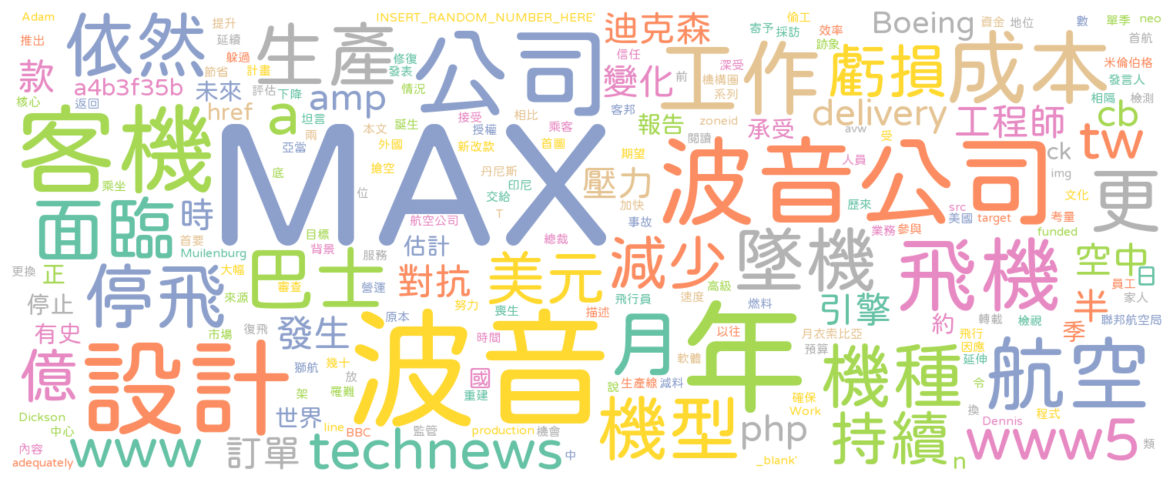 Adam
INSERT_RANDOM_NUMBER_HERE'
迪克森
Boeing
偷工
資金
地位
數
單季
neo
推出
依然
提升
延續
生產
修復
發表
公司
寄予
採訪
效率
跡象
首航
款
a4b3f35b
躲過
節省
計畫
評估
下降
情況
信任
變化
前
深受
機構圈
系列
工作
虧損
成本
米倫伯格
發言人
核心
返回
未來
坦言
amp
接受
授權
相比
客邦
相隔
檢測
客機
href
a
兩
亞當
本文
外國
誕生
新改款
乘客
首圖
報告
閱讀
zoneid
承受
delivery
avw
受
工程師
cb
tw
MAX
擔空
期望
壓力
波音公司
人員
ck
img
更
乘坐
底
位
丹尼斯
印尼
交給
加快
面臨
時
航空公司
T
事故
歷來
src
美國
target
文化
考量
首要
Muilenburg
目標
背景
估計
總裁
業務
參與
funded
更換
正
大幅
審查
服務
減少
墜機
飛機
空中
日
員工
家人
停飛
巴士
對抗
美元
飛行員
速度
高級
引擎
半
停止
來源
營運
努力
喪生
描述
燃料
約
轉載
檢視
聯邦航空局
有史
市場
復飛
發生
原本
時間
月
以往
年
月衣索比亞
預算
季
飛行
因應
億
設計
獅航
幾十
放
波音
國
重建
軟體
說
生產線
減料
機種
延伸
令
航空
架
罹難
確保
Work
換
Dickson
中心
世界
line
BBC
監管
production
機會
機型
php
持續
Dennis
程式
www5
類
內容
adequately
www
訂單
technews
中
_blank'
n